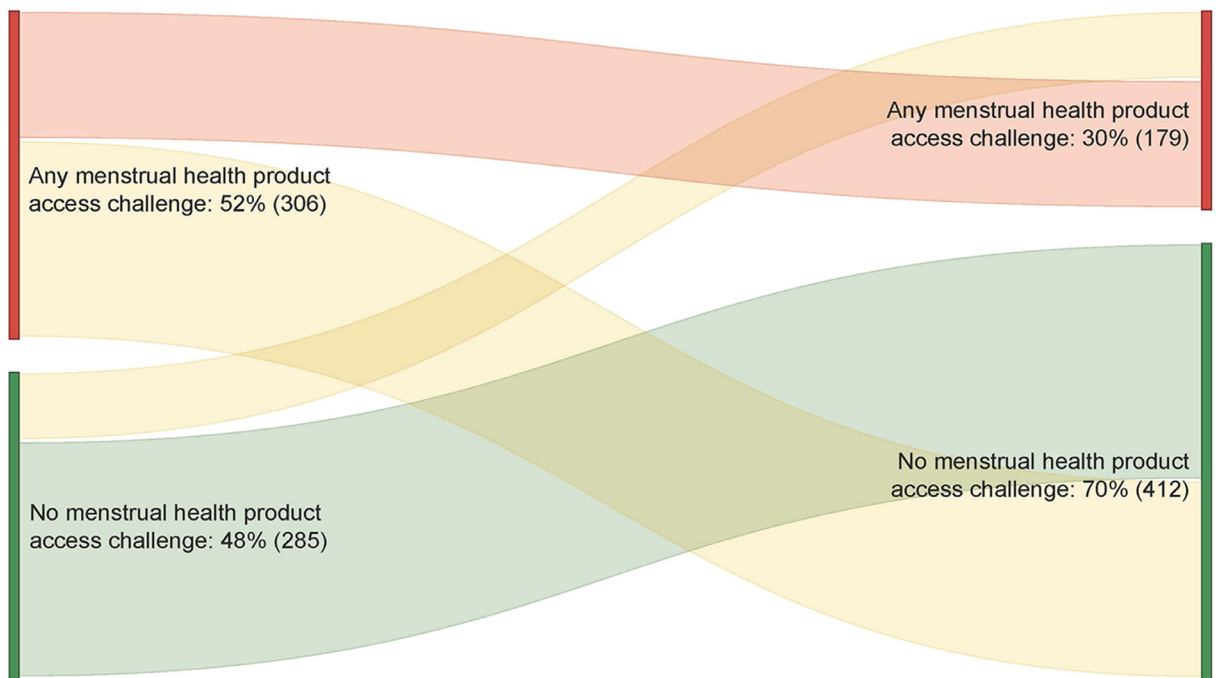 Any menstrual health product
access challenge: 52% (306)
No menstrual health product
access challenge: 48% (285)
Any menstrual health product
access challenge: 30% (179)
No menstrual health product
access challenge: 70% (412)